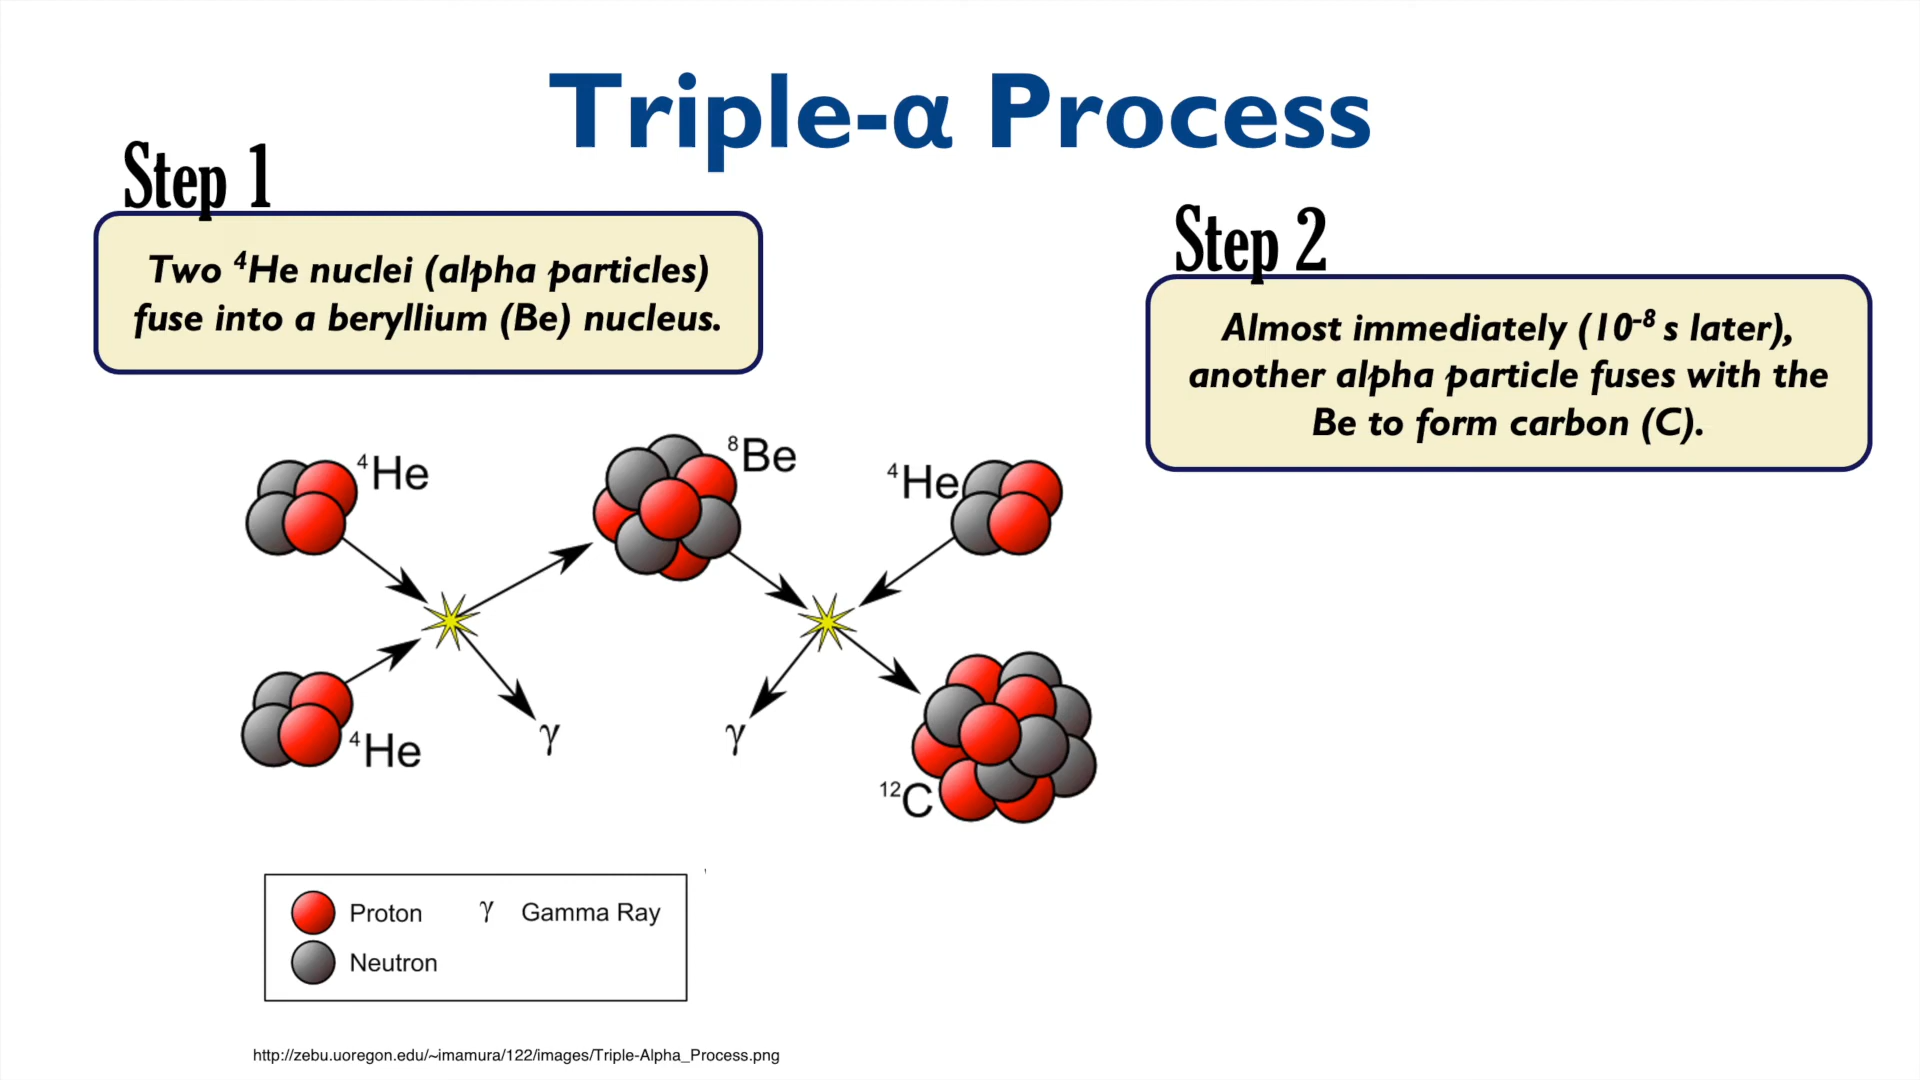 Triple-α Process
Step 1
Two ⁴He nuclei (alpha particles)
fuse into a beryllium (Be) nucleus.
Step 2
Almost immediately (10⁻⁸ s later),
another alpha particle fuses with the
Be to form carbon (C).
⁴He
⁸Be
⁴He
⁴He
γ
γ
¹²C
Proton
γ Gamma Ray
Neutron
http://zebu.uoregon.edu/~imamura/122/images/Triple-Alpha_Process.png